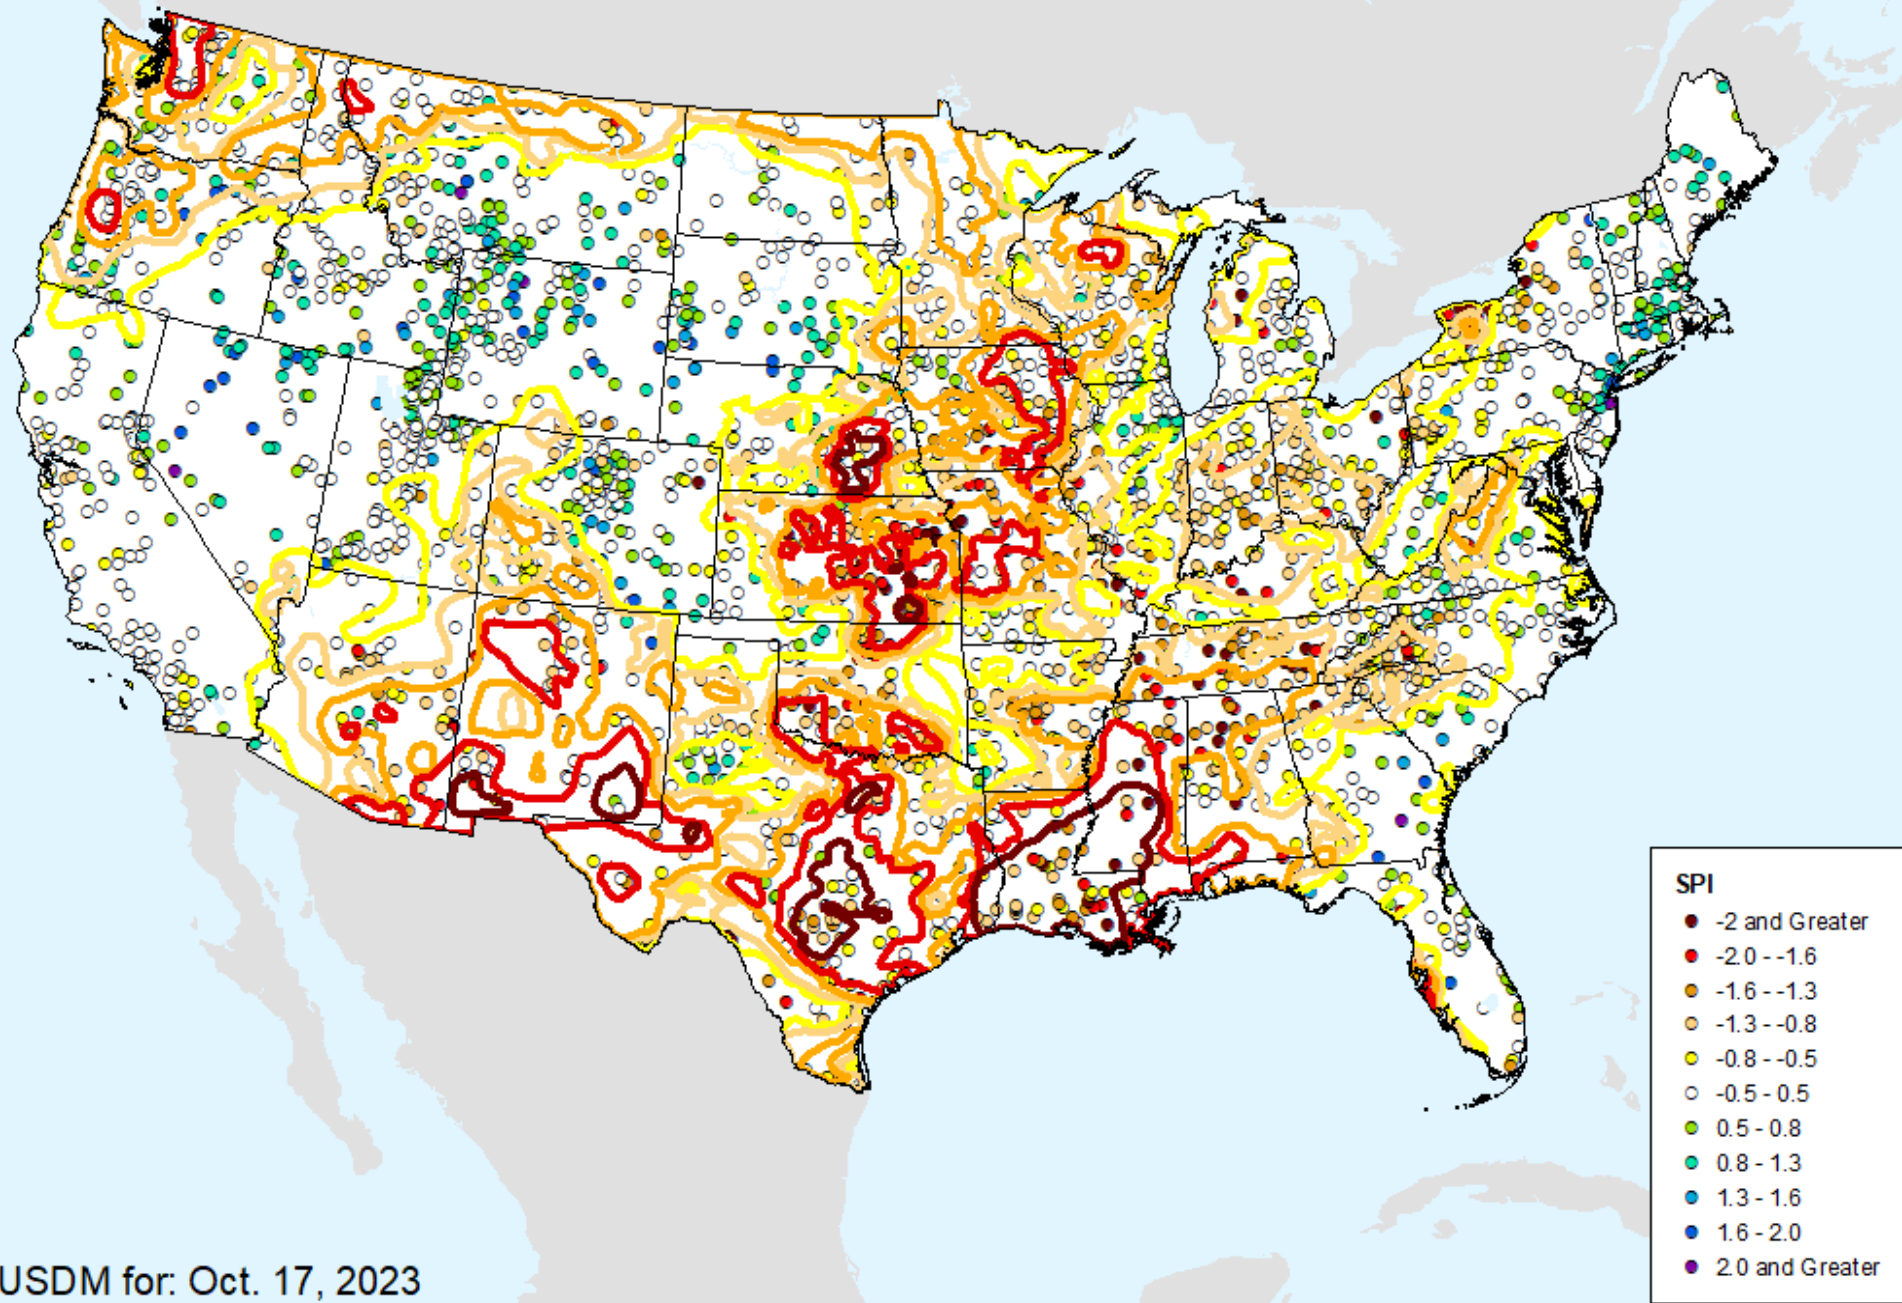 SPI
-2 and Greater
-2.0 - -1.6
-1.6 - -1.3
-1.3 - -0.8
-0.8 - -0.5
-0.5 - 0.5
0.5 - 0.8
0.8 - 1.3
1.3 - 1.6
1.6 - 2.0
2.0 and Greater
USDM for: Oct. 17, 2023